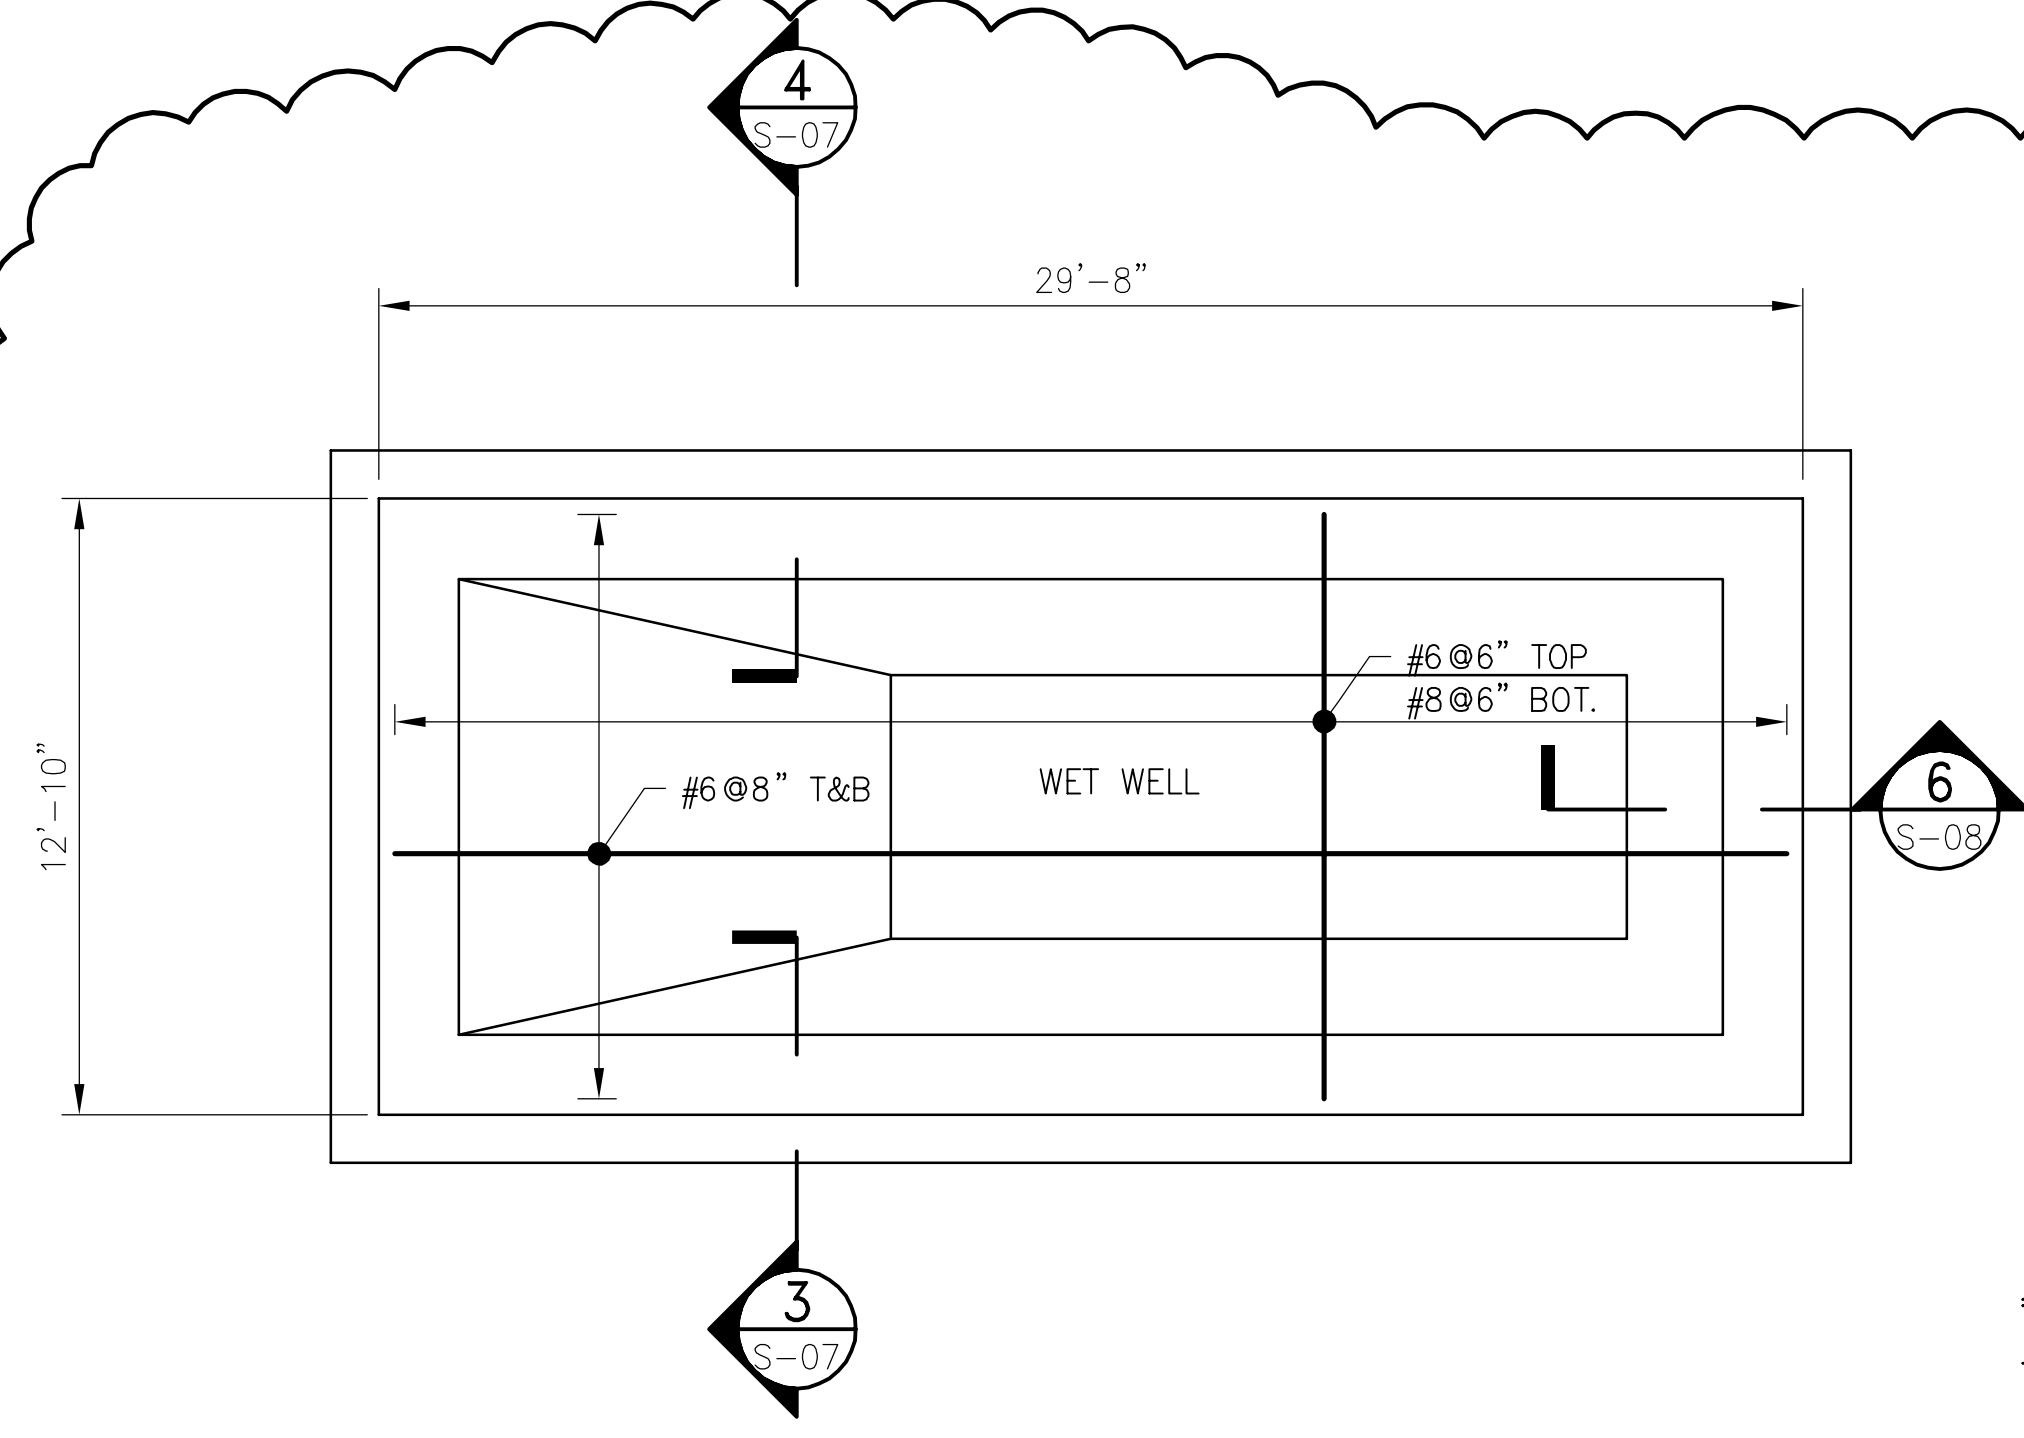 4
S-07
29'-8"
#6@6" TOP
#8@6" BOT.
12'-10"
#6@8" T&B
WET WELL
6
S-08
3
S-07